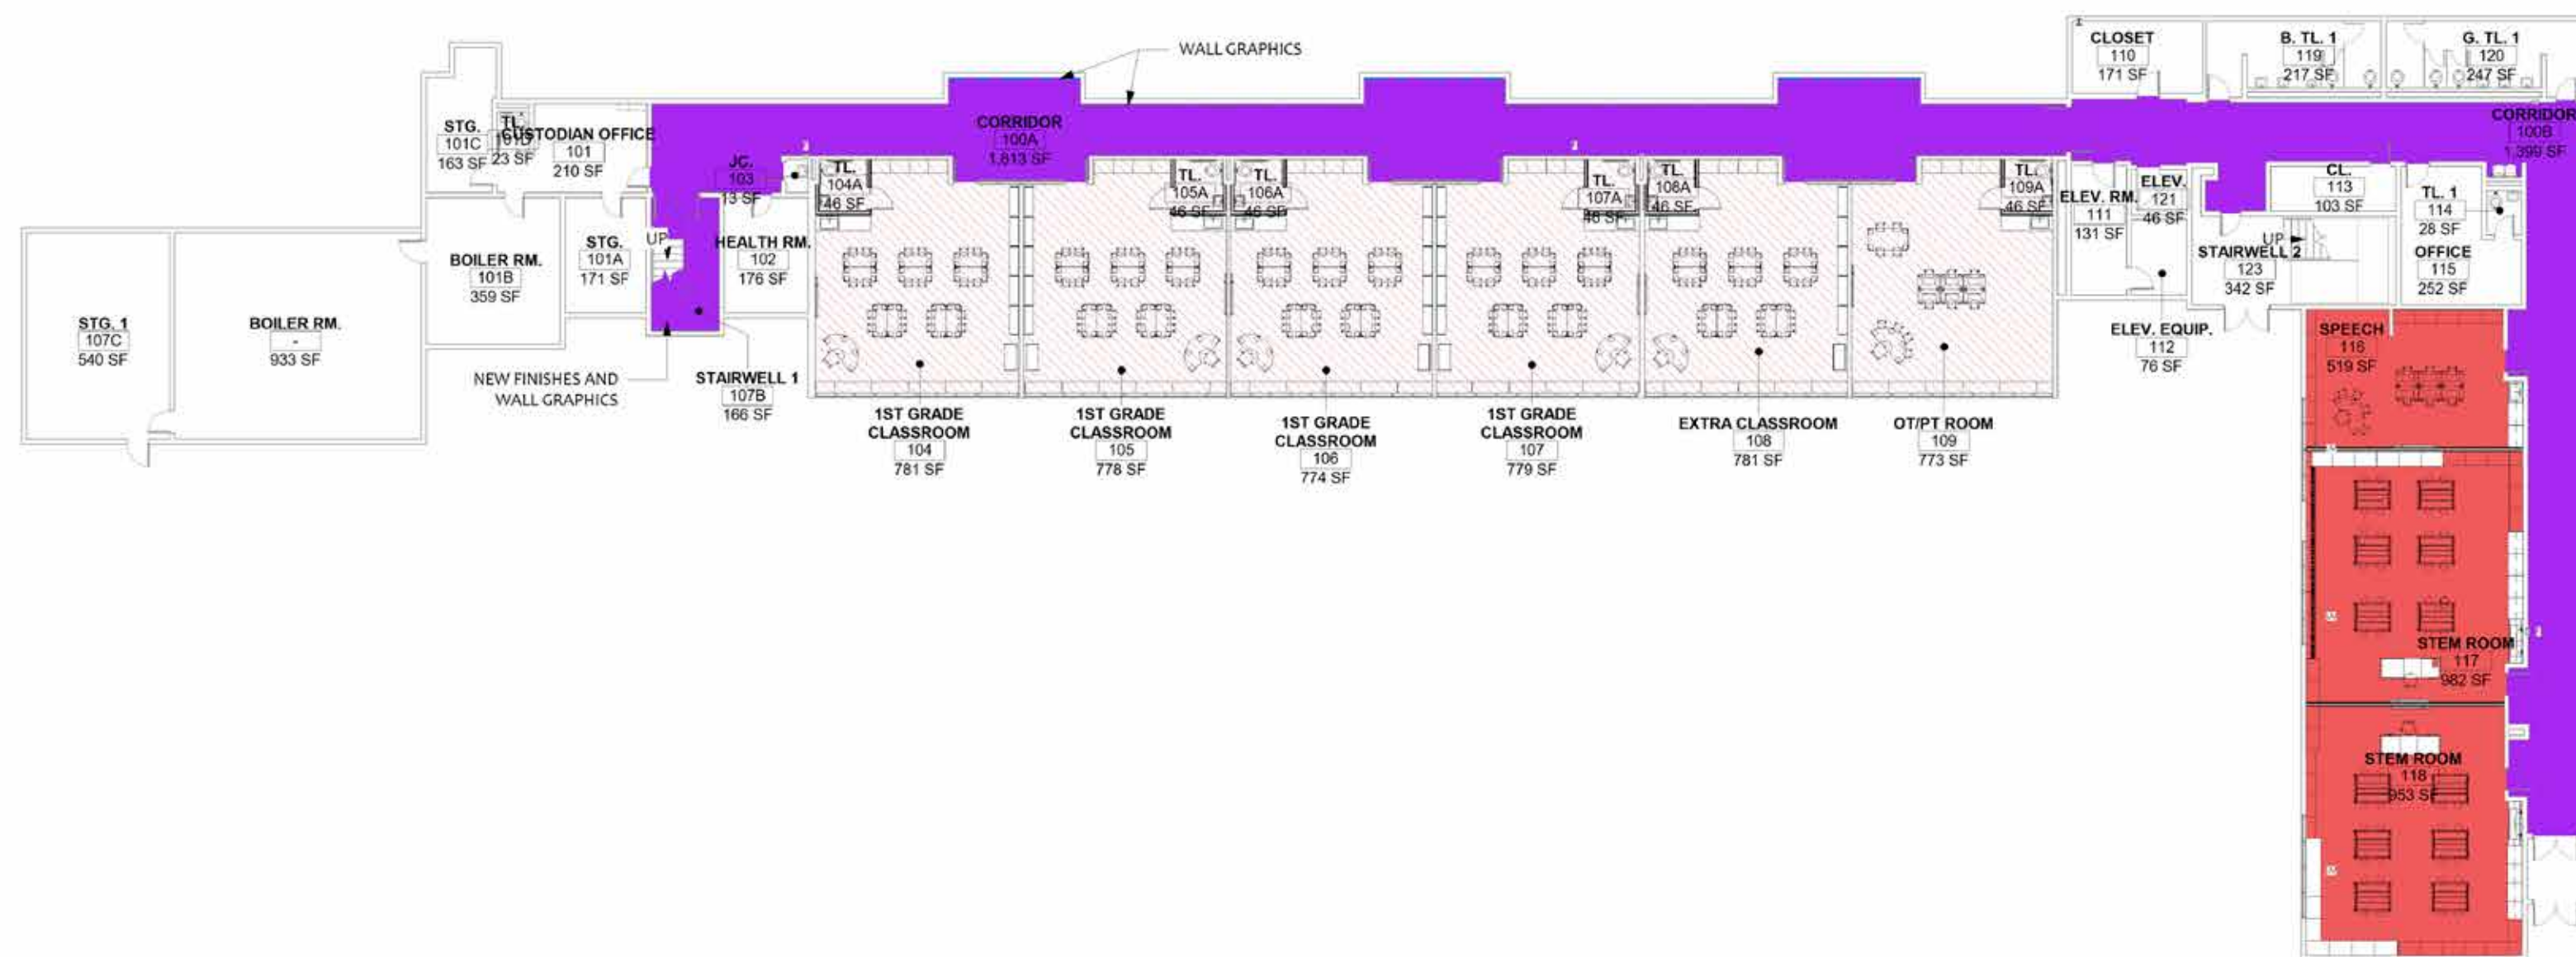 WALL GRAPHICS
CLOSET
110
171 SF
B. TL. 1
119
217 SF
G. TL. 1
120
247 SF
STG.
101C
163 SF
TL.
101D
23 SF
CUSTODIAN OFFICE
101
210 SF
CORRIDOR
100A
1,813 SF
CORRIDOR
100B
1,399 SF
JC.
103
13 SF
TL.
104A
46 SF
TL.
105A
46 SF
TL.
106A
46 SF
TL.
107A
46 SF
TL.
108A
46 SF
TL.
109A
46 SF
ELEV. RM.
111
131 SF
ELEV.
121
46 SF
CL.
113
103 SF
TL. 1
114
28 SF
STG. 1
107C
540 SF
BOILER RM.
-
933 SF
BOILER RM.
101B
359 SF
STG.
101A
171 SF
UP
HEALTH RM.
102
176 SF
UP
STAIRWELL 2
123
342 SF
OFFICE
115
252 SF
NEW FINISHES AND
WALL GRAPHICS
STAIRWELL 1
107B
166 SF
ELEV. EQUIP.
112
76 SF
SPEECH
116
519 SF
1ST GRADE
CLASSROOM
104
781 SF
1ST GRADE
CLASSROOM
105
778 SF
1ST GRADE
CLASSROOM
106
774 SF
1ST GRADE
CLASSROOM
107
779 SF
EXTRA CLASSROOM
108
781 SF
OT/PT ROOM
109
773 SF
STEM ROOM
117
982 SF
STEM ROOM
118
953 SF